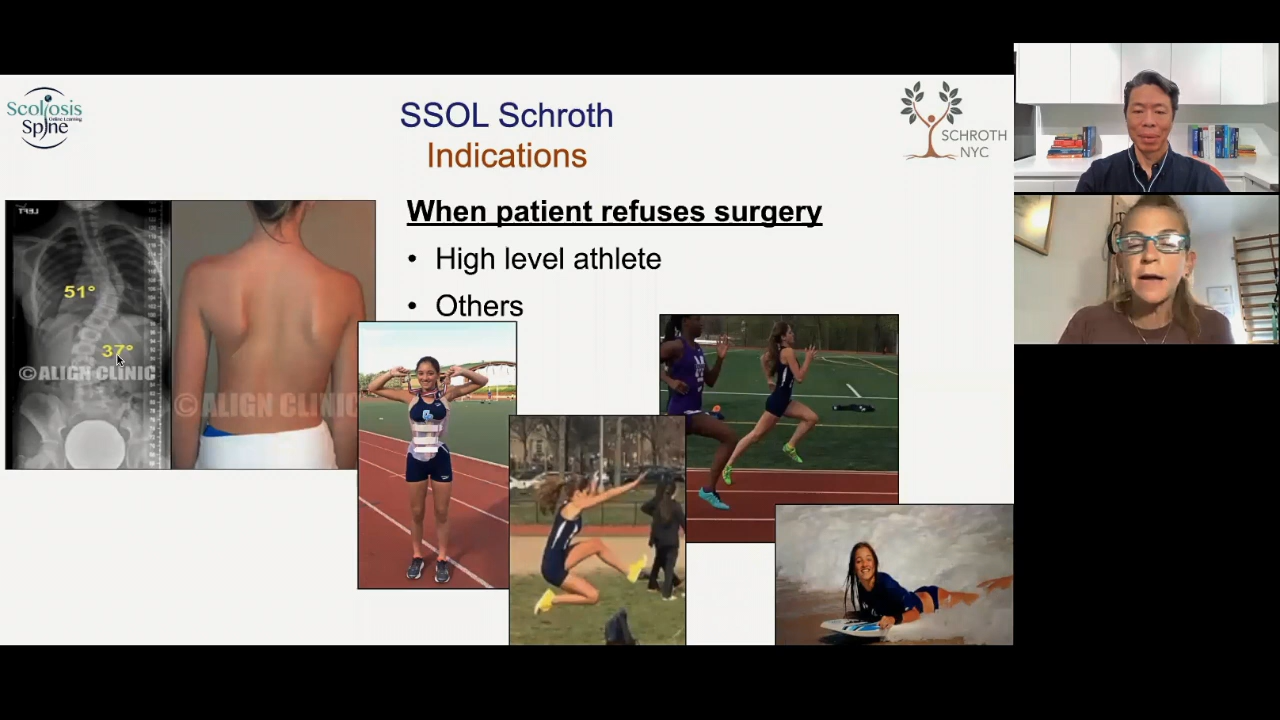 Scoliosis
Online Learning
Spine
SSOL Schroth
Indications
SCHROTH
NYC
When patient refuses surgery
• High level athlete
• Others
LEFT
51°
37°
©ALIGN CLINIC
© ALIGN CLINIC